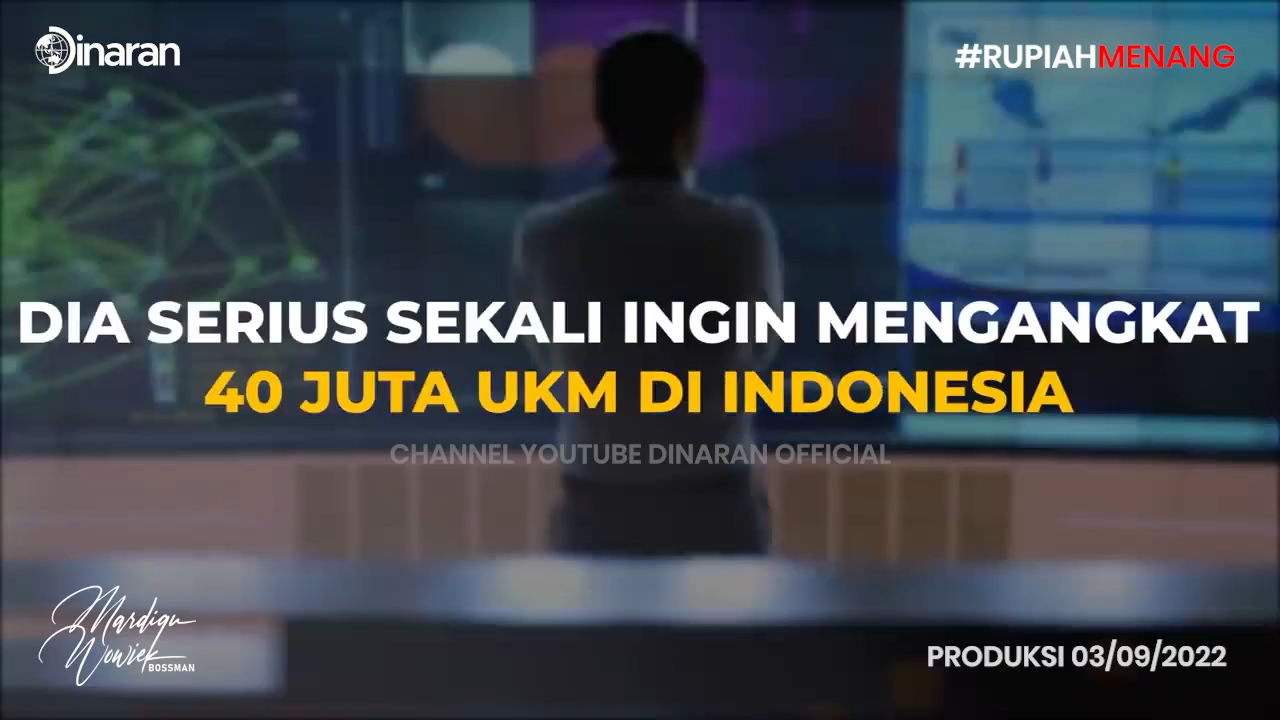 Dinaran
#RUPIAHMENANG
DIA SERIUS SEKALI INGIN MENGANGKAT
40 JUTA UKM DI INDONESIA
CHANNEL YOUTUBE DINARAN OFFICIAL
Mardigu
Wowiek
BOSSMAN
PRODUKSI 03/09/2022